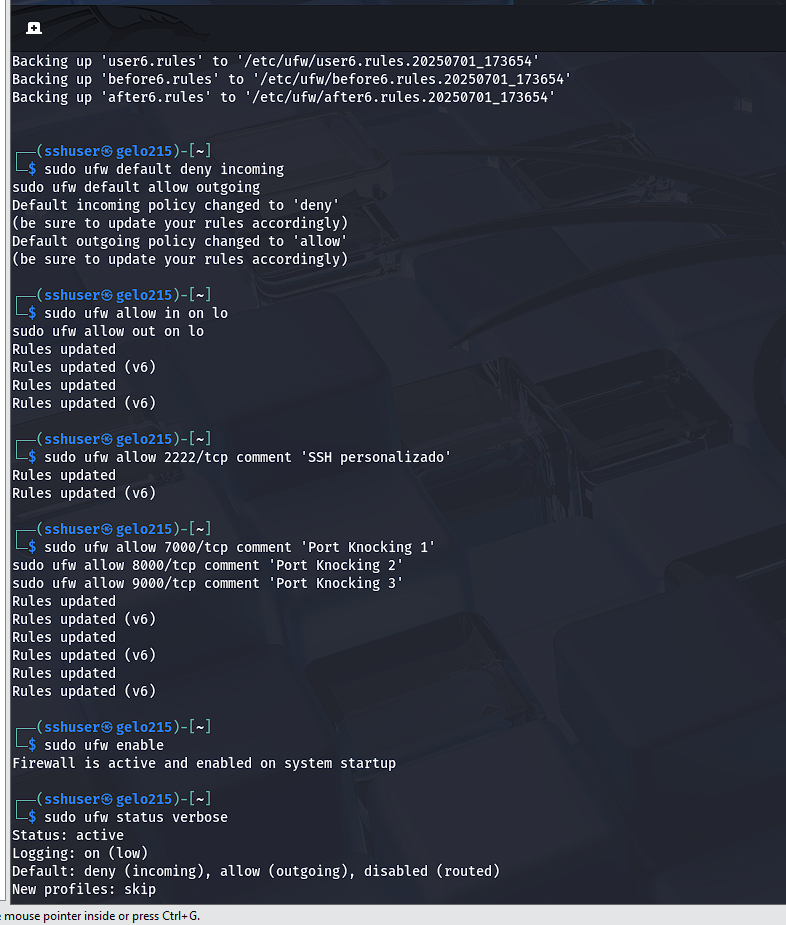 Backing up 'user6.rules' to '/etc/ufw/user6.rules.20250701_173654'
Backing up 'before6.rules' to '/etc/ufw/before6.rules.20250701_173654'
Backing up 'after6.rules' to '/etc/ufw/after6.rules.20250701_173654'
┌──(sshuser㉿gelo215)-[~]
└─$ sudo ufw default deny incoming
sudo ufw default allow outgoing
Default incoming policy changed to 'deny'
(be sure to update your rules accordingly)
Default outgoing policy changed to 'allow'
(be sure to update your rules accordingly)
┌──(sshuser㉿gelo215)-[~]
└─$ sudo ufw allow in on lo
sudo ufw allow out on lo
Rules updated
Rules updated (v6)
Rules updated
Rules updated (v6)
┌──(sshuser㉿gelo215)-[~]
└─$ sudo ufw allow 2222/tcp comment 'SSH personalizado'
Rules updated
Rules updated (v6)
┌──(sshuser㉿gelo215)-[~]
└─$ sudo ufw allow 7000/tcp comment 'Port Knocking 1'
sudo ufw allow 8000/tcp comment 'Port Knocking 2'
sudo ufw allow 9000/tcp comment 'Port Knocking 3'
Rules updated
Rules updated (v6)
Rules updated
Rules updated (v6)
Rules updated
Rules updated (v6)
┌──(sshuser㉿gelo215)-[~]
└─$ sudo ufw enable
Firewall is active and enabled on system startup
┌──(sshuser㉿gelo215)-[~]
└─$ sudo ufw status verbose
Status: active
Logging: on (low)
Default: deny (incoming), allow (outgoing), disabled (routed)
New profiles: skip
mouse pointer inside or press Ctrl+G.